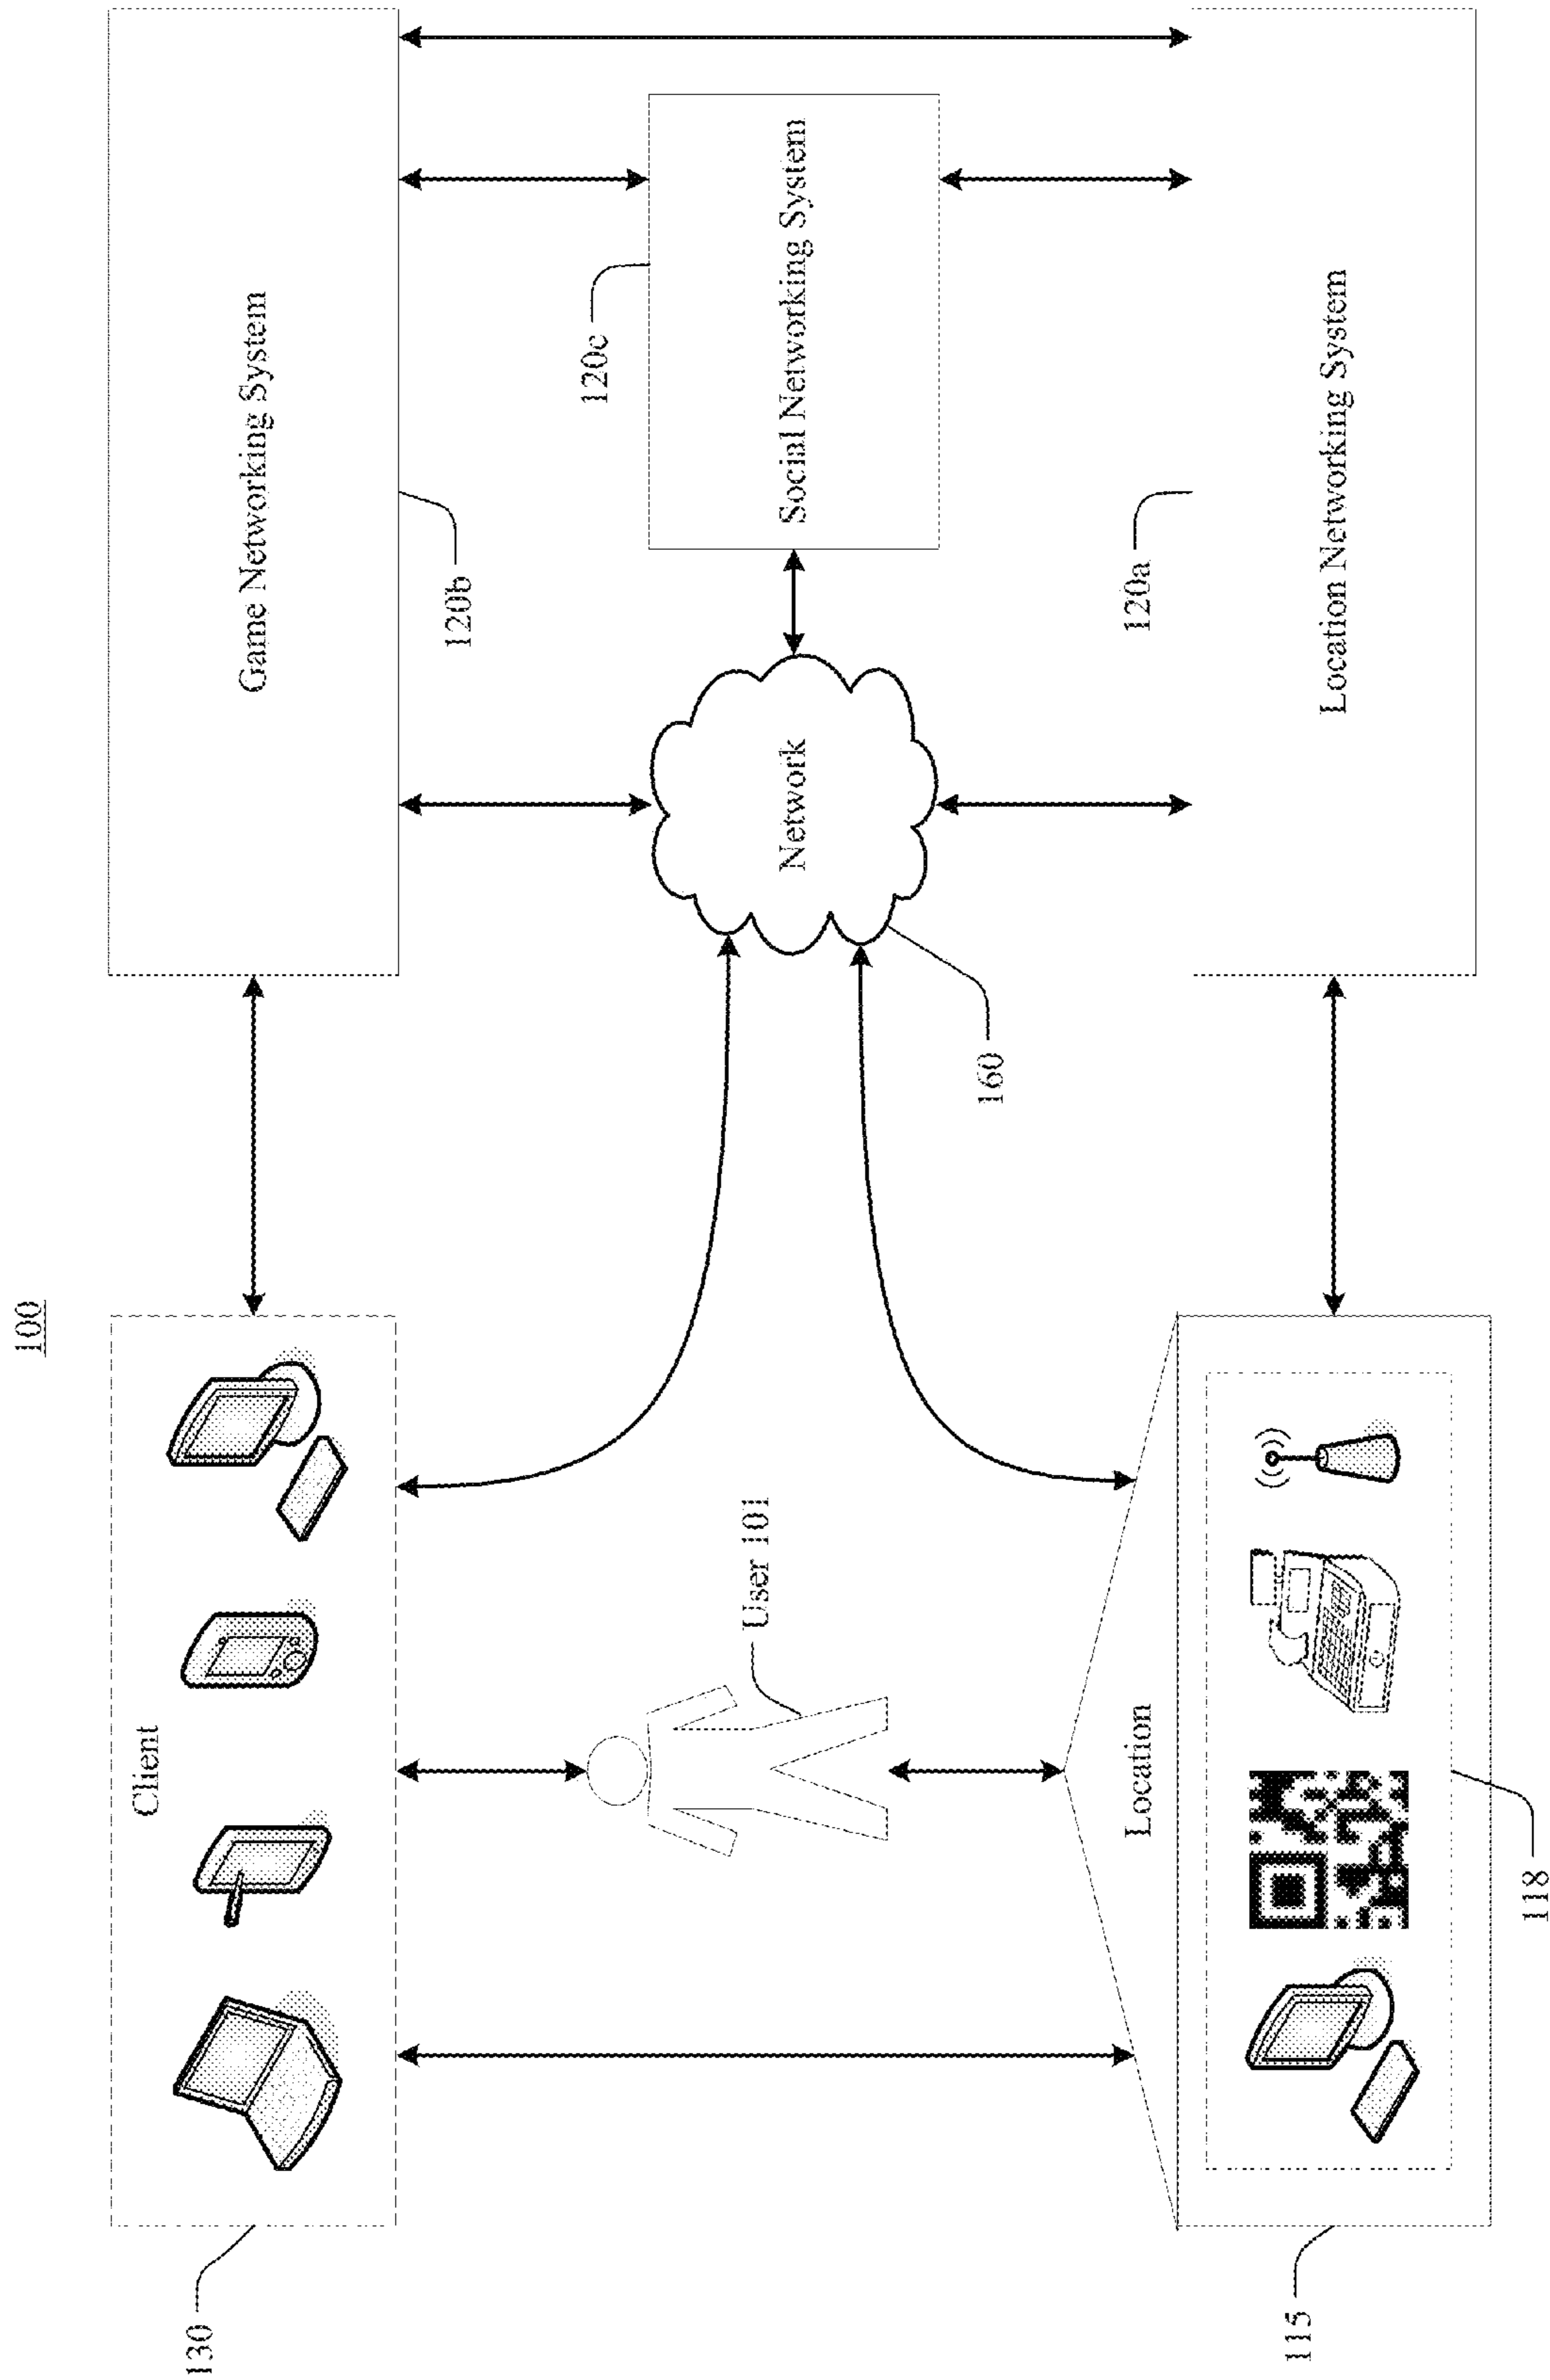 100
130
Client
Game Networking System
120b
120c
Social Networking System
Network
160
User 101
120a
Location Networking System
Location
115
118